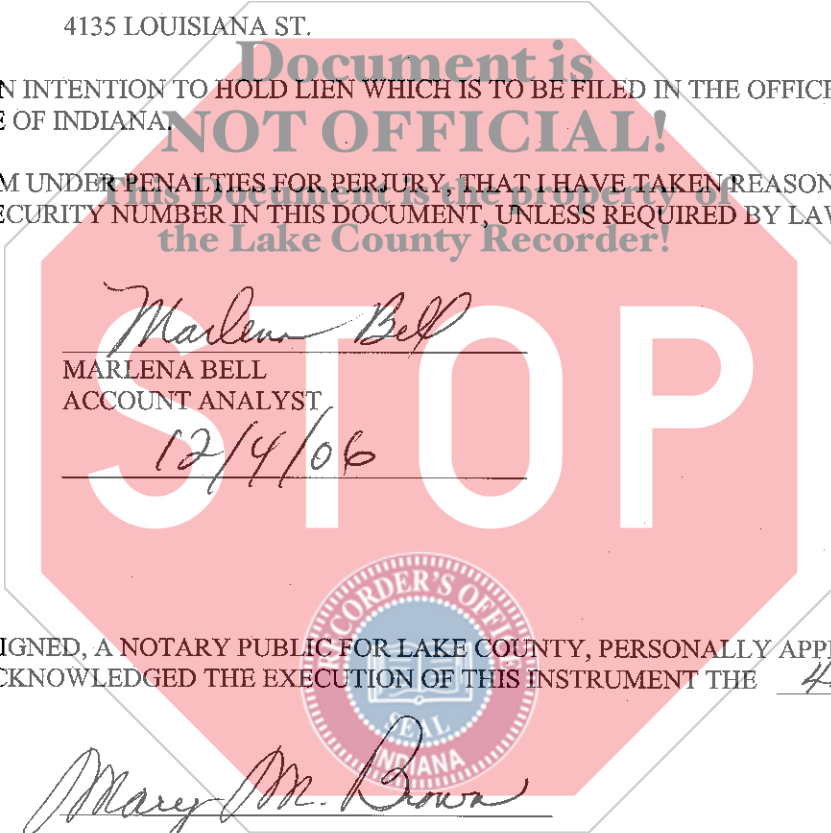 4135 LOUISIANA ST.
Document is
N INTENTION TO HOLD LIEN WHICH IS TO BE FILED IN THE OFFICE
E OF INDIANA.
NOT OFFICIAL!
M UNDER PENALTIES FOR PERJURY, THAT I HAVE TAKEN REASON
This Document is the property of
ECURITY NUMBER IN THIS DOCUMENT, UNLESS REQUIRED BY LAW
the Lake County Recorder!
Marlena Bell
MARLENA BELL
ACCOUNT ANALYST
12/4/06
STOP
RECORDER'S OFFICE
IGNED, A NOTARY PUBLIC FOR LAKE COUNTY, PERSONALLY APP
CKNOWLEDGED THE EXECUTION OF THIS INSTRUMENT THE 4
SEAL
INDIANA
Mary M. Brown